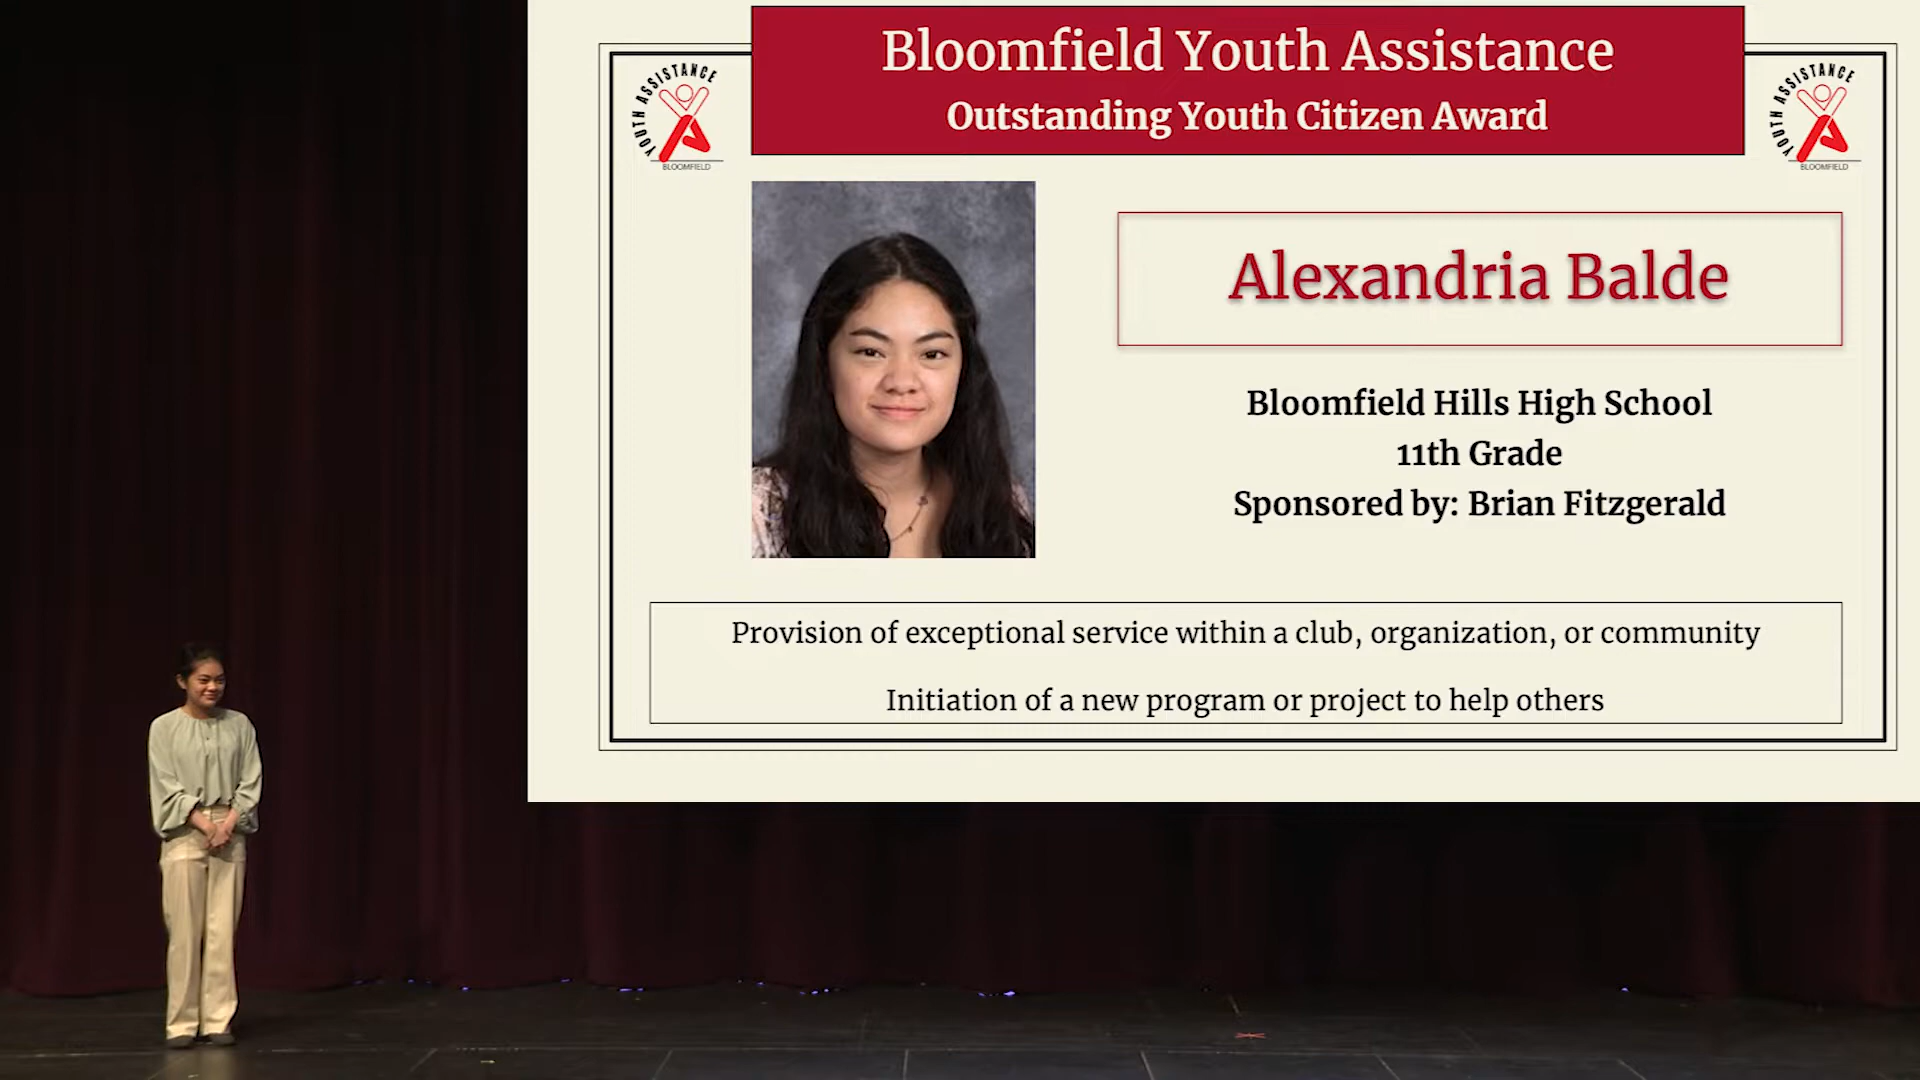 Bloomfield Youth Assistance
Outstanding Youth Citizen Award
YOUTH ASSISTANCE
BLOOMFIELD
YOUTH ASSISTANCE
BLOOMFIELD
Alexandria Balde
Bloomfield Hills High School
11th Grade
Sponsored by: Brian Fitzgerald
Provision of exceptional service within a club, organization, or community
Initiation of a new program or project to help others